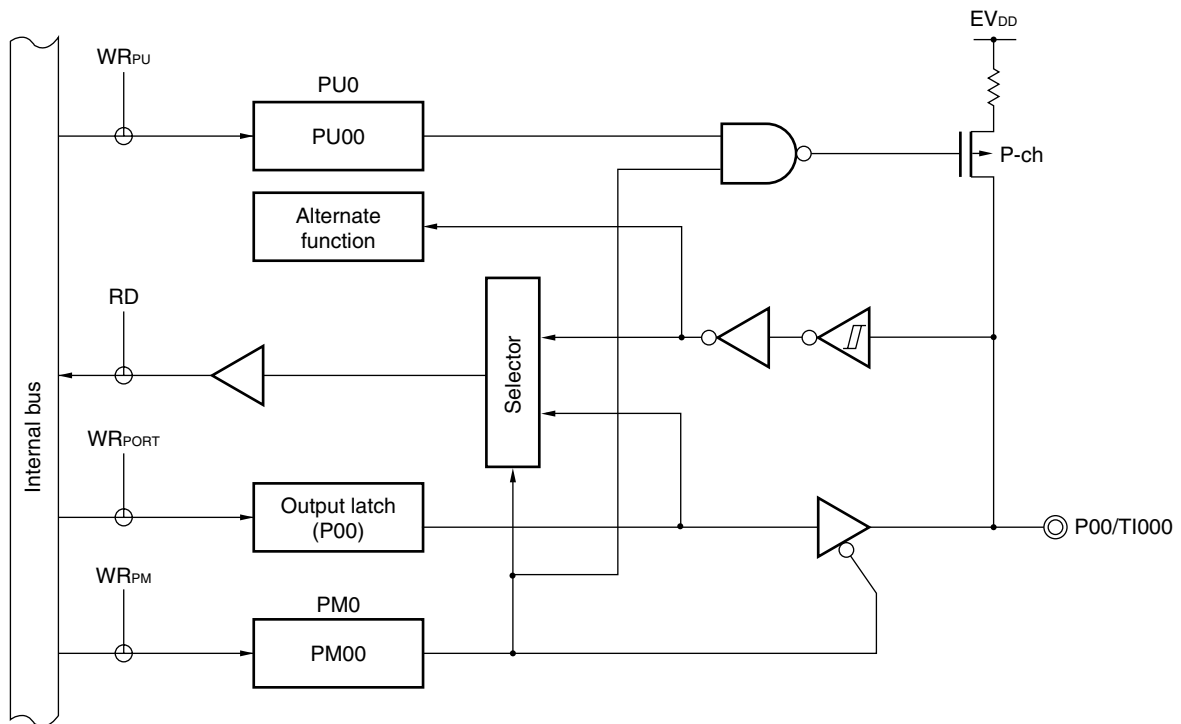 EVDD
WRPU
PU0
PU00
P-ch
Alternate
function
RD
Selector
Internal bus
WRPORT
Output latch
(P00)
P00/TI000
WRPM
PM0
PM00